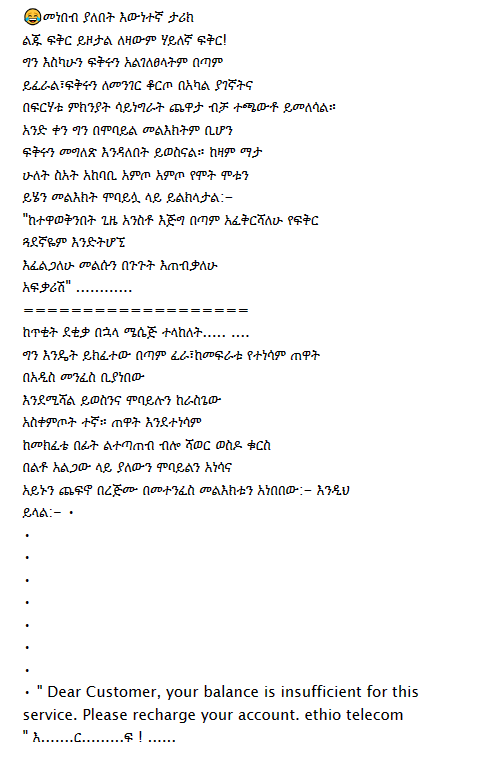 😂መነበብ ያለበት እውነተኛ ታሪክ
ልጁ ፍቅር ይዞታል ለዛውም ሃይለኛ ፍቅር!
ግን እስካሁን ፍቅሩን አልገለፀላትም በጣም
ይፈራል፣ፍቅሩን ለመንገር ቆርጦ በአካል ያገኛትና
በፍርሃቱ ምክንያት ሳይነግራት ጨዋታ ብቻ ተጫውቶ ይመለሳል።
አንድ ቀን ግን በሞባይል መልእክትም ቢሆን
ፍቅሩን መግለጽ እንዳለበት ይወስናል። ከዛም ማታ
ሁለት ስአት አከባቢ አምጦ አምጦ የሞት ሞቱን
ይሄን መልእክት ሞባይሏ ላይ ይልክላታል:–
"ከተዋወቅንበት ጊዜ አንስቶ እጅግ በጣም አፈቅርሻለሁ የፍቅር
ጓደኛዬም እንድትሆኚ
እፈልጋለሁ መልሱን በጉጉት እጠብቃለሁ
አፍቃሪሽ" ............
===================
ከጥቂት ደቂቃ በኋላ ሜሴጅ ተላከለት..... ....
ግን እንዴት ይክፈተው በጣም ፈራ፣ከመፍራቱ የተነሳም ጠዋት
በአዲስ መንፈስ ቢያነበው
እንደሚሻል ይወስንና ሞባይሉን ከራስጌው
አስቀምጦት ተኛ። ጠዋት እንደተነሳም
ከመክፈቴ በፊት ልተጣጠብ ብሎ ሻወር ወስዶ ቁርስ
በልቶ አልጋው ላይ ያለውን ሞባይልን አነሳና
አይኑን ጨፍኖ በረጅሙ በመተንፈስ መልእክቱን አነበበው:– እንዲህ
ይላል:– •
•
•
•
•
•
•
•
• " Dear Customer, your balance is insufficient for this
service. Please recharge your account. ethio telecom
" እ.......ር.........ፍ ! ......